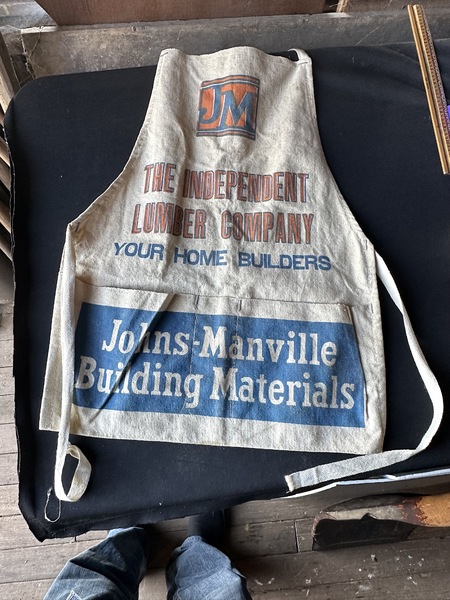 JM
THE INDEPENDENT
LUMBER COMPANY
YOUR HOME BUILDERS
Johns-Manville
Building Materials